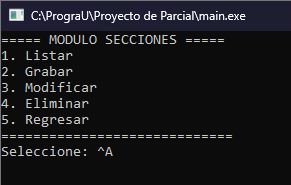 C:\PrograU\Proyecto de Parcial\main.exe
===== MODULO SECCIONES =====
1. Listar
2. Grabar
3. Modificar
4. Eliminar
5. Regresar
=============================
Seleccione: ^A